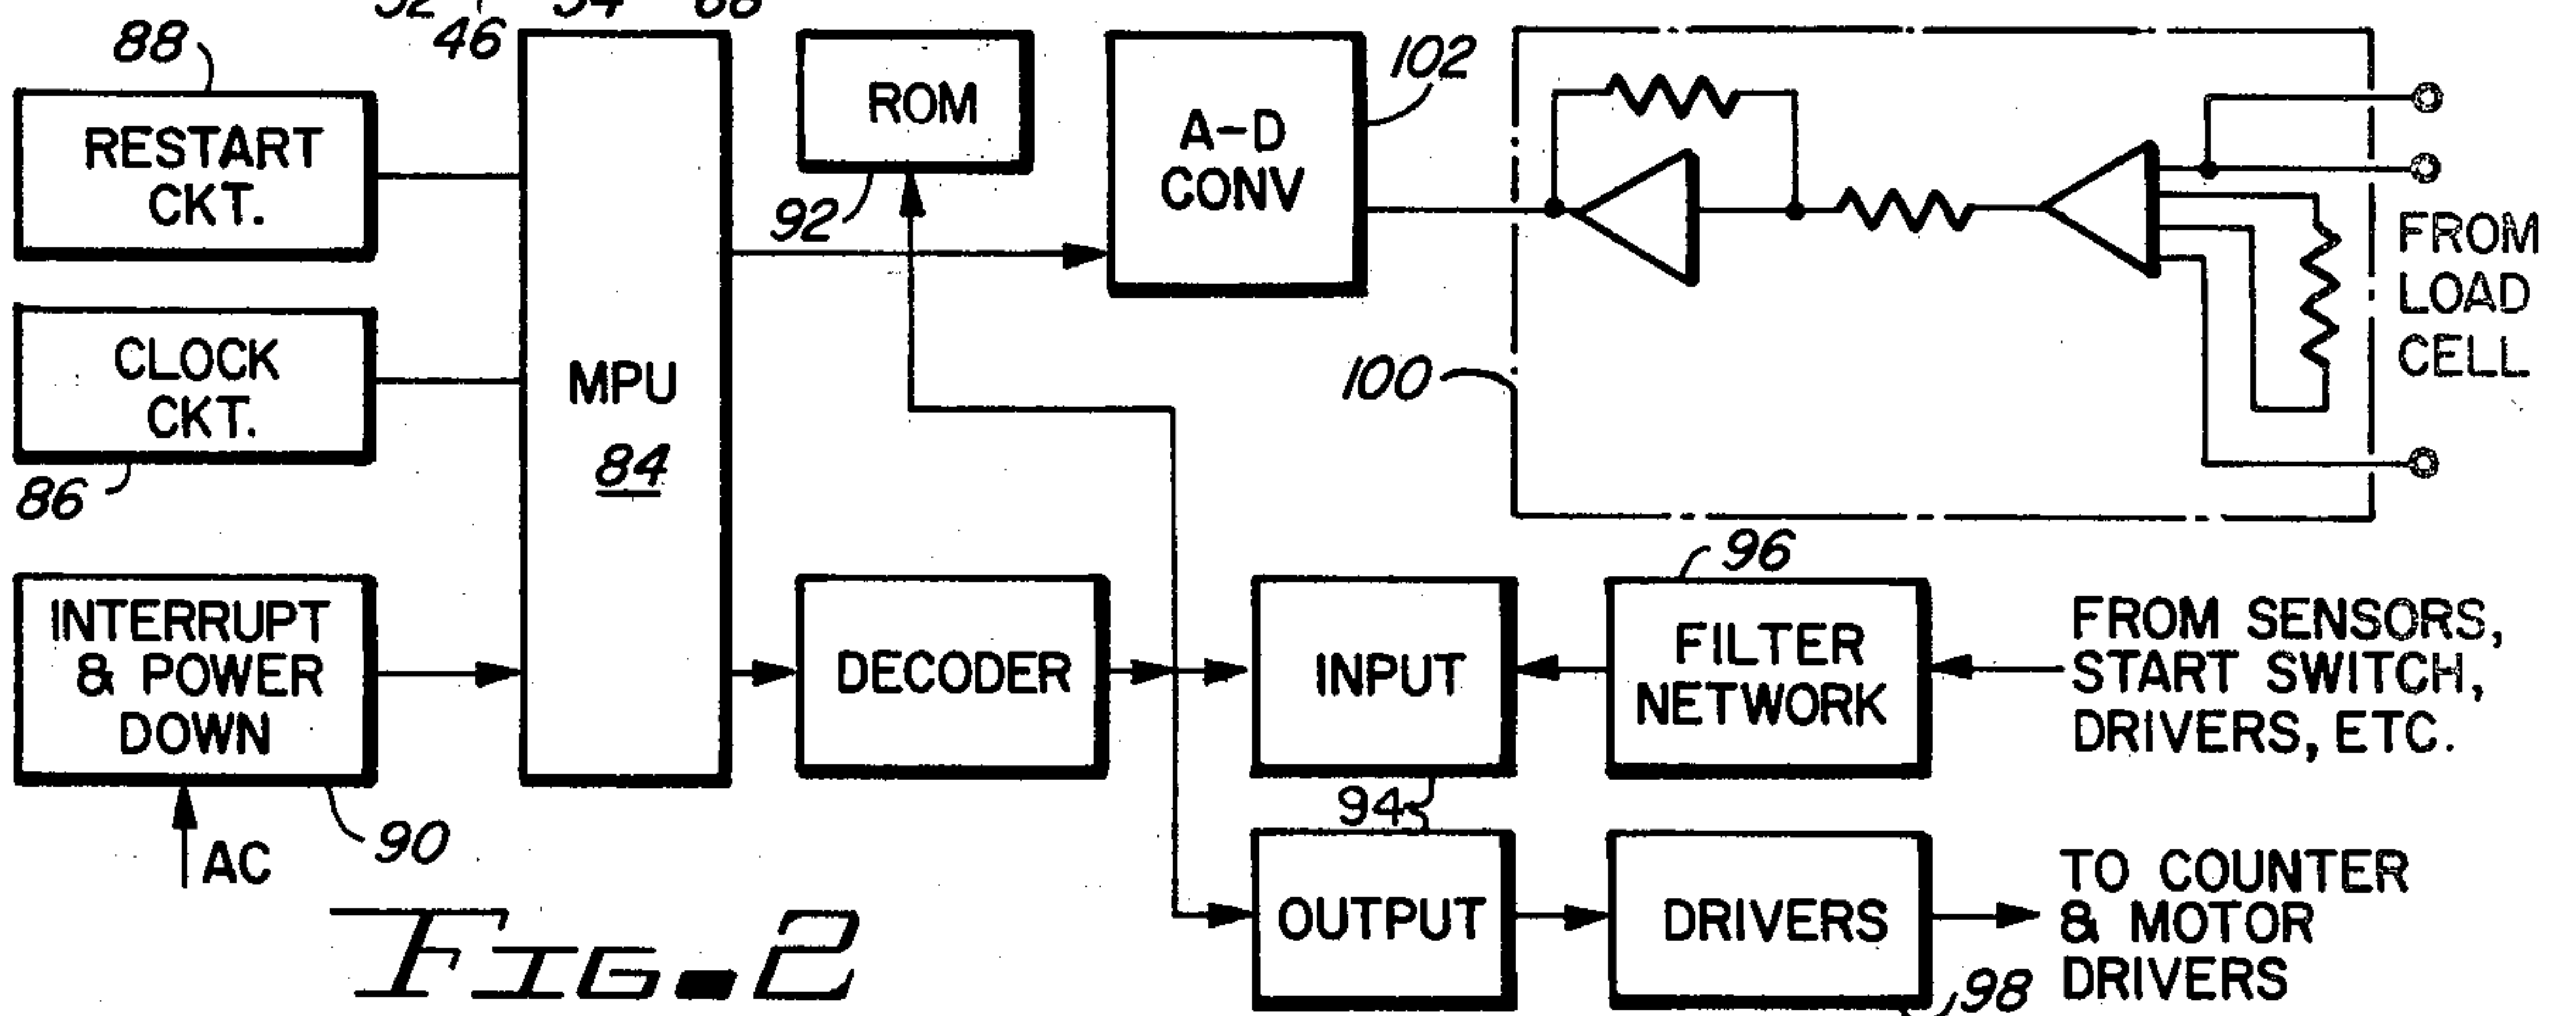 46
88
RESTART
CKT.
CLOCK
CKT.
86
INTERRUPT
& POWER
DOWN
90
AC
MPU
84
ROM
92
A-D
CONV
102
100
FROM
LOAD
CELL
DECODER
INPUT
94
OUTPUT
96
FILTER
NETWORK
FROM SENSORS,
START SWITCH,
DRIVERS, ETC.
DRIVERS
98
TO COUNTER
& MOTOR
DRIVERS
FIG. 2